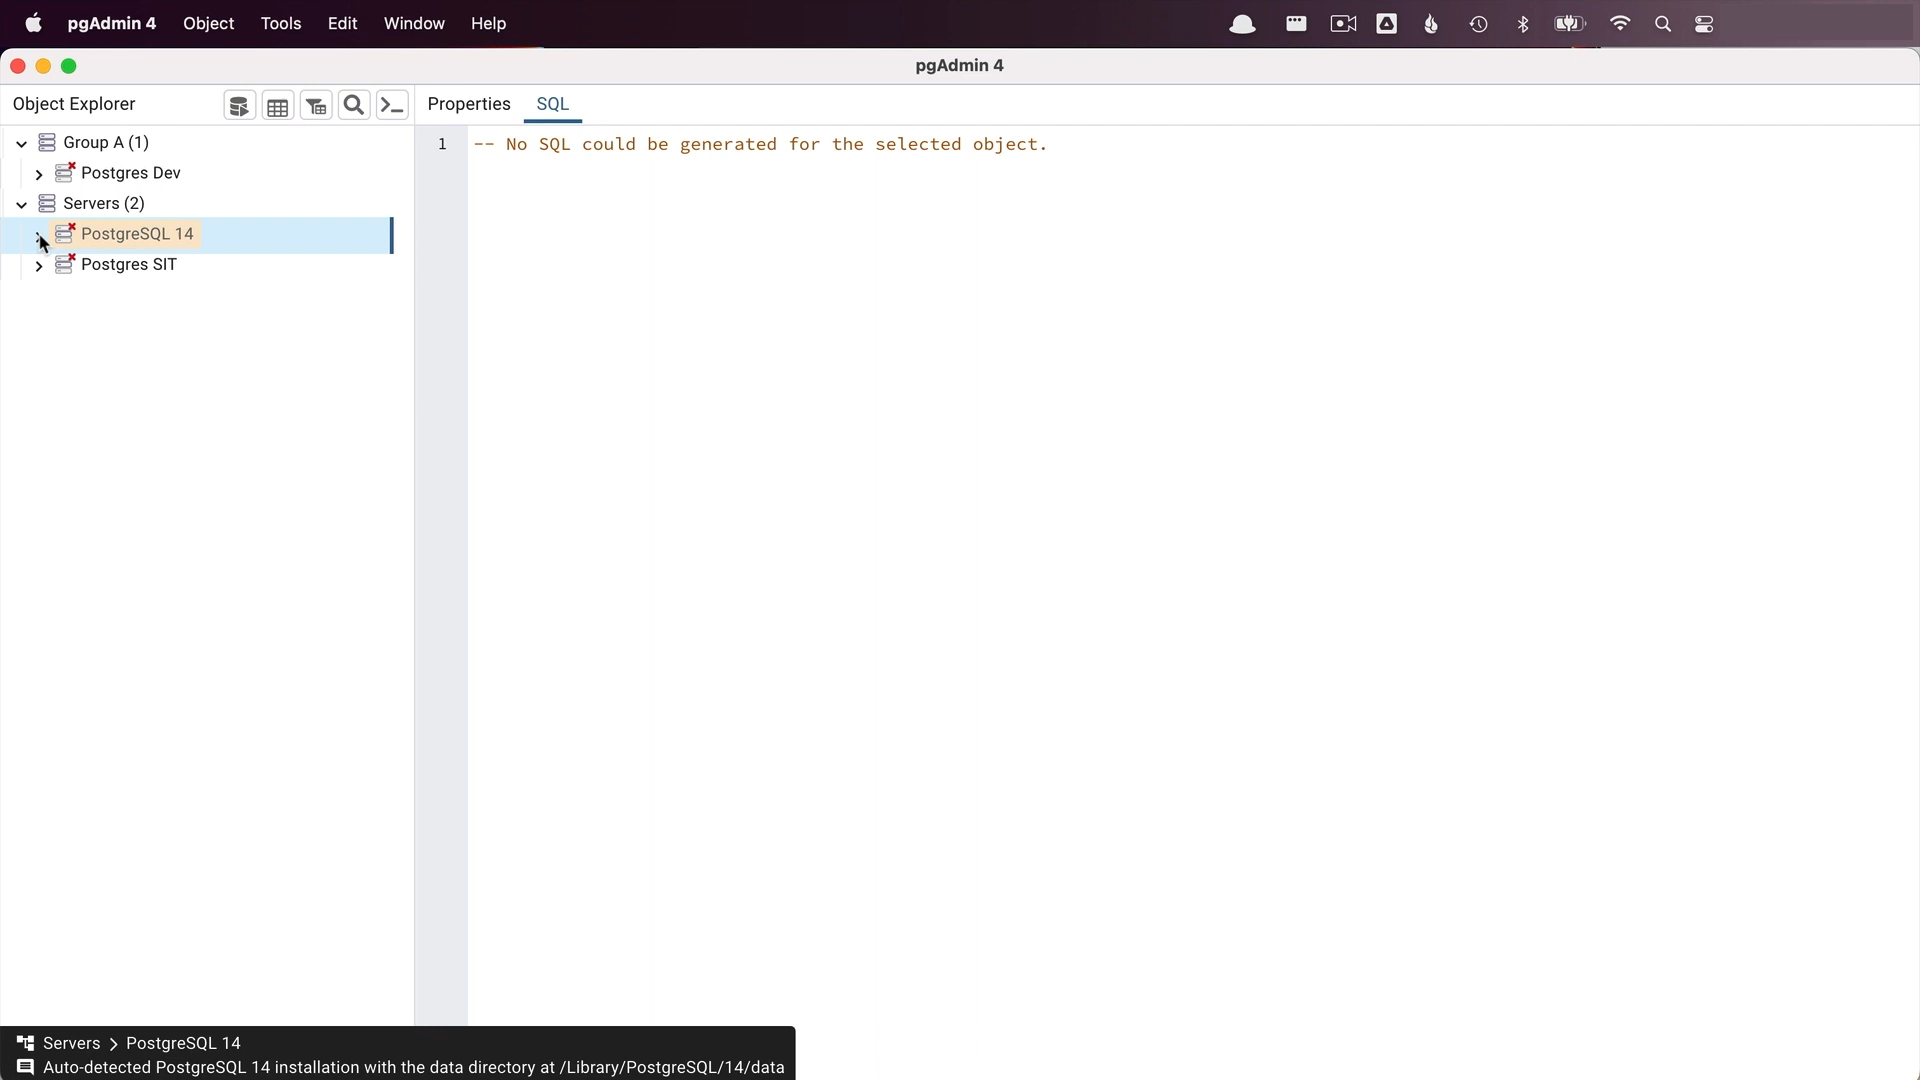 pgAdmin 4 Object Tools Edit Window Help
pgAdmin 4
Object Explorer
Properties SQL
Group A (1)
Postgres Dev
Servers (2)
PostgreSQL 14
Postgres SIT
1 -- No SQL could be generated for the selected object.
Servers > PostgreSQL 14
Auto-detected PostgreSQL 14 installation with the data directory at /Library/PostgreSQL/14/data